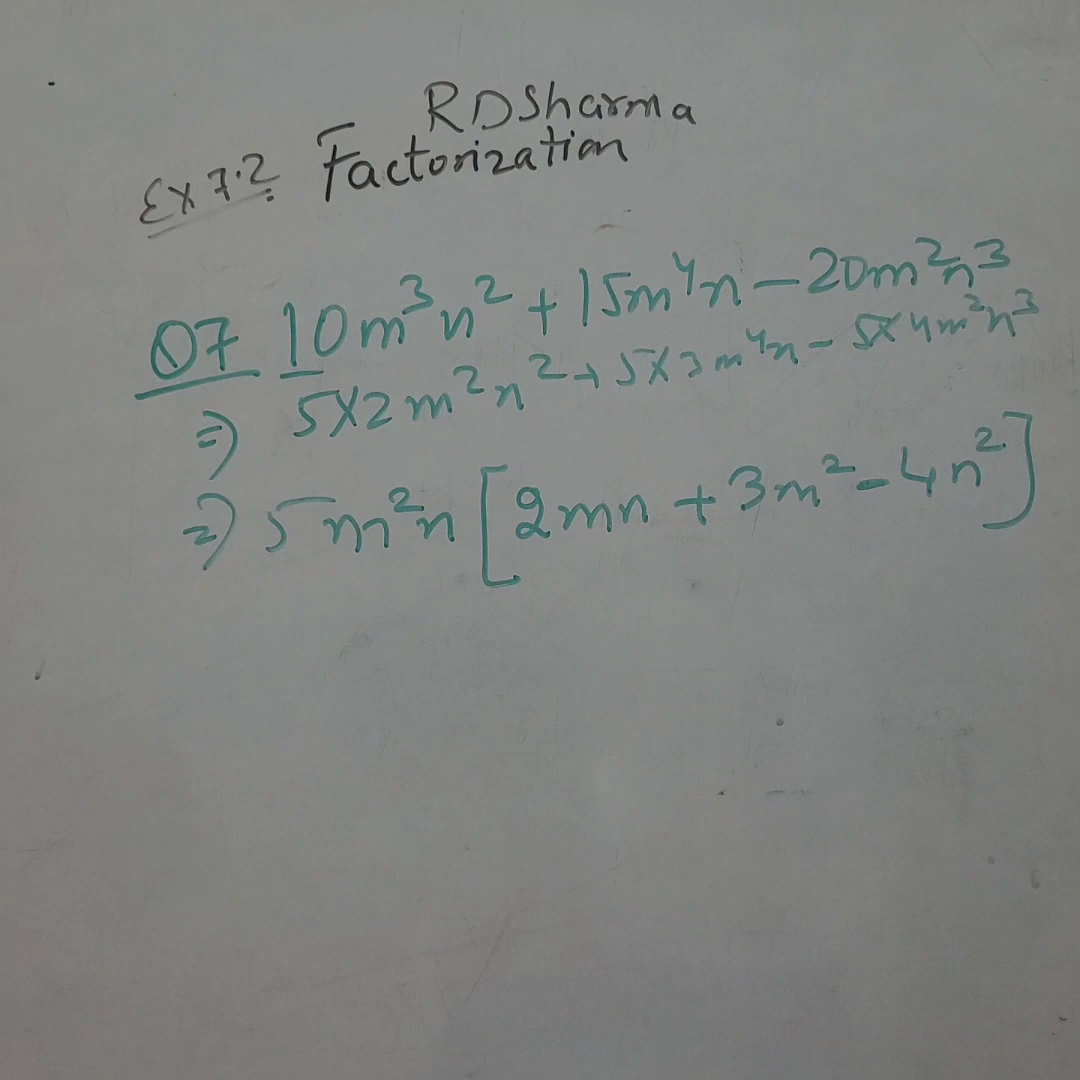 RDSharma
Ex 7.2 Factorization
Q7 10m³n² + 15m⁴n - 20m²n³
⇒ 5×2m²n² + 5×3m⁴n - 5×4m²n³
⇒ 5m²n [2mn + 3m² - 4n²]